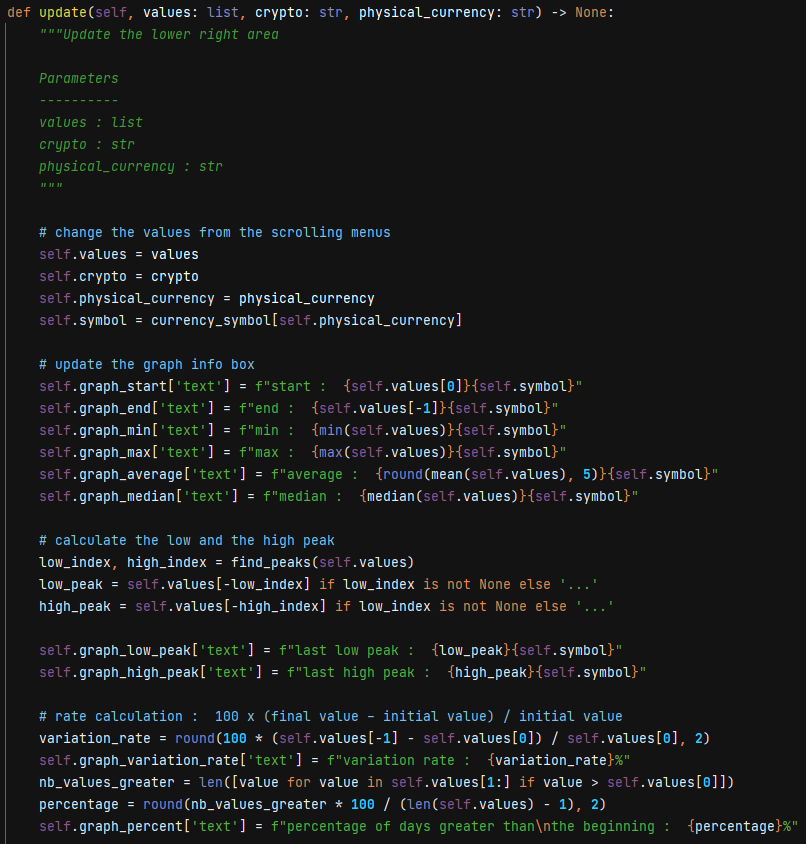 def update(self, values: list, crypto: str, physical_currency: str) -> None:
    """Update the lower right area

    Parameters
    ----------
    values : list
    crypto : str
    physical_currency : str
    """

    # change the values from the scrolling menus
    self.values = values
    self.crypto = crypto
    self.physical_currency = physical_currency
    self.symbol = currency_symbol[self.physical_currency]

    # update the graph info box
    self.graph_start['text'] = f"start :  {self.values[0]}{self.symbol}"
    self.graph_end['text'] = f"end :  {self.values[-1]}{self.symbol}"
    self.graph_min['text'] = f"min :  {min(self.values)}{self.symbol}"
    self.graph_max['text'] = f"max :  {max(self.values)}{self.symbol}"
    self.graph_average['text'] = f"average :  {round(mean(self.values), 5)}{self.symbol}"
    self.graph_median['text'] = f"median :  {median(self.values)}{self.symbol}"

    # calculate the low and the high peak
    low_index, high_index = find_peaks(self.values)
    low_peak = self.values[-low_index] if low_index is not None else '...'
    high_peak = self.values[-high_index] if low_index is not None else '...'

    self.graph_low_peak['text'] = f"last low peak :  {low_peak}{self.symbol}"
    self.graph_high_peak['text'] = f"last high peak :  {high_peak}{self.symbol}"

    # rate calculation :  100 x (final value - initial value) / initial value
    variation_rate = round(100 * (self.values[-1] - self.values[0]) / self.values[0], 2)
    self.graph_variation_rate['text'] = f"variation rate :  {variation_rate}%"
    nb_values_greater = len([value for value in self.values[1:] if value > self.values[0]])
    percentage = round(nb_values_greater * 100 / (len(self.values) - 1), 2)
    self.graph_percent['text'] = f"percentage of days greater than\nthe beginning :  {percentage}%"